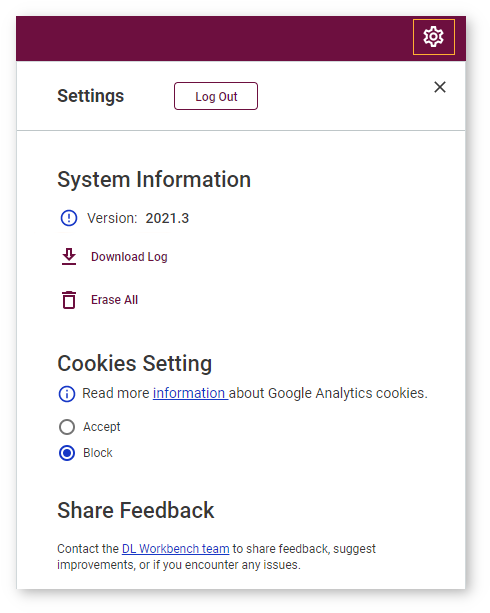 Settings
Log Out
System Information
Version: 2021.3
Download Log
Erase All
Cookies Setting
Read more information about Google Analytics cookies.
Accept
Block
Share Feedback
Contact the DL Workbench team to share feedback, suggest
improvements, or if you encounter any issues.